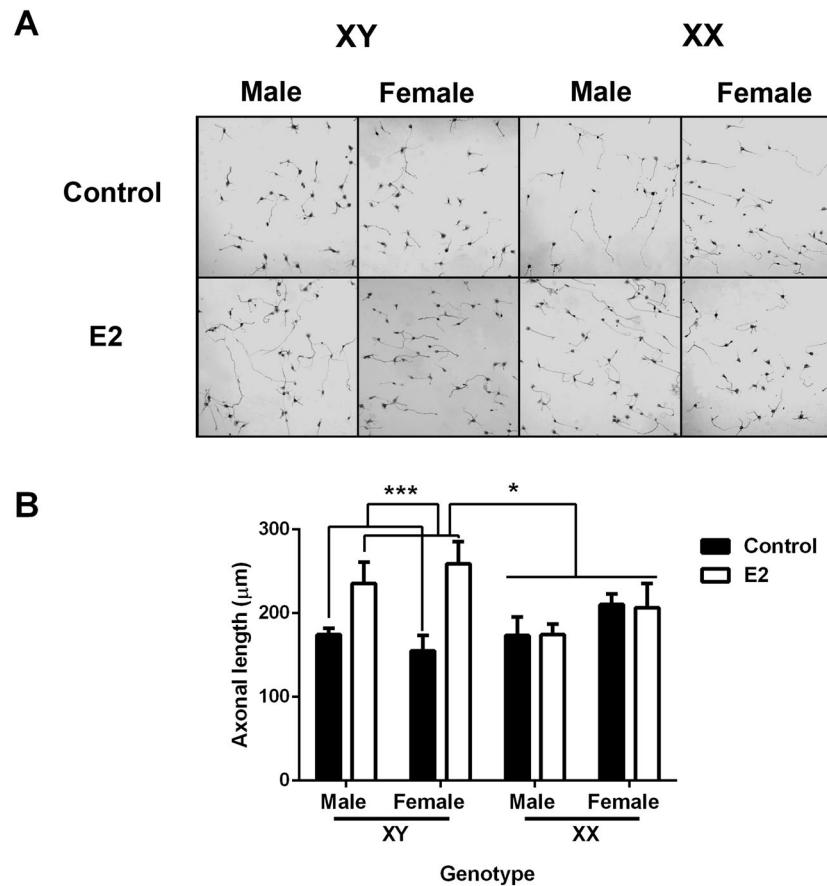 A
XY XX
Male Female Male Female
Control
E2
B
*** *
300
200
100
0
Axonal length (μm)
Control
E2
Male Female Male Female
XY XX
Genotype